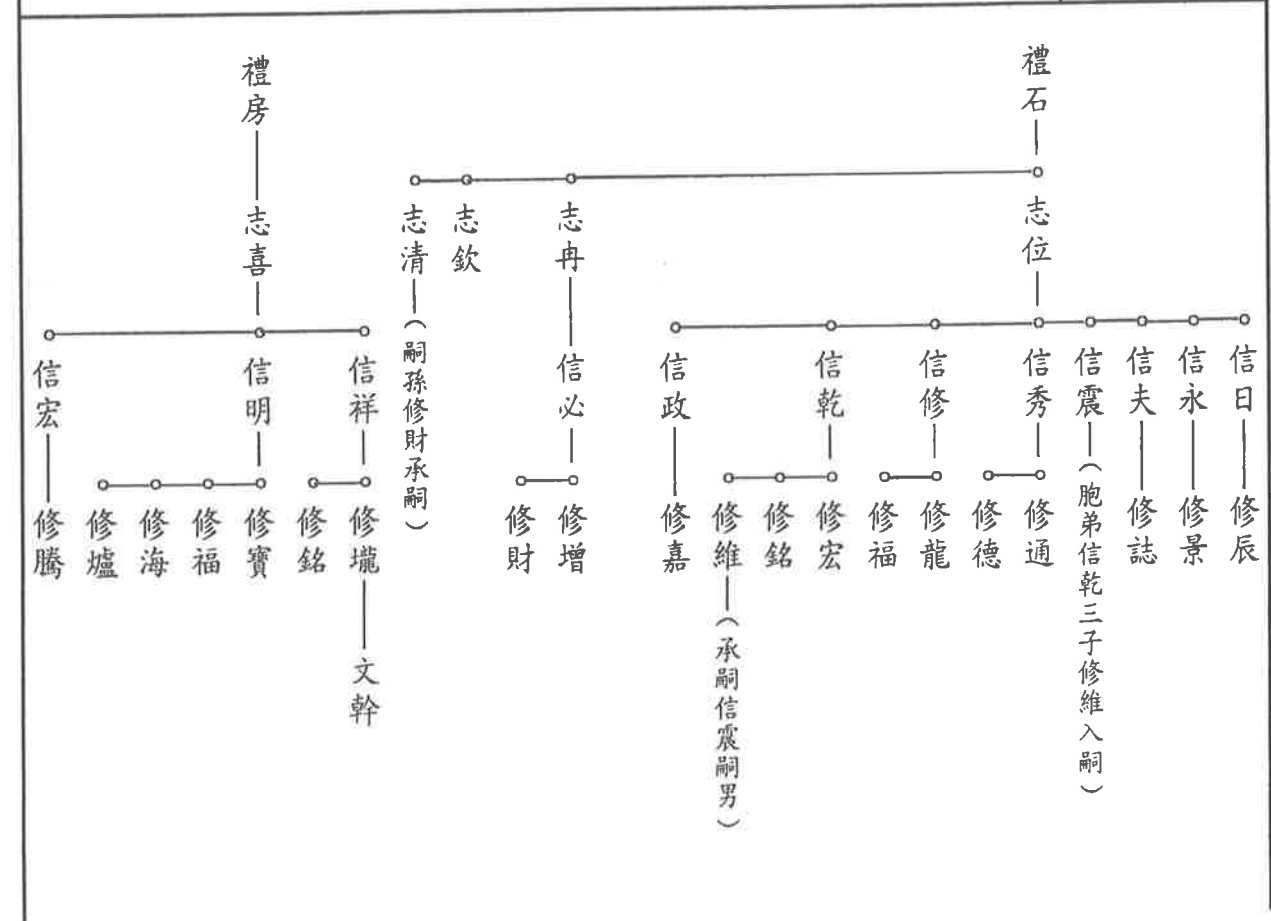 禮石
志位
志冉
志欽
志清
（嗣孫修財承嗣）
信日
信永
信夫
信震
（胞弟信乾三子修維入嗣）
信秀
信修
信乾
信政
信必
修辰
修景
修誌
修通
修德
修龍
修福
修宏
修銘
修維
（承嗣信震嗣男）
修嘉
修增
修財
禮房
志喜
信祥
信明
信宏
修壠
修銘
修寶
修福
修海
修爐
修騰
文幹